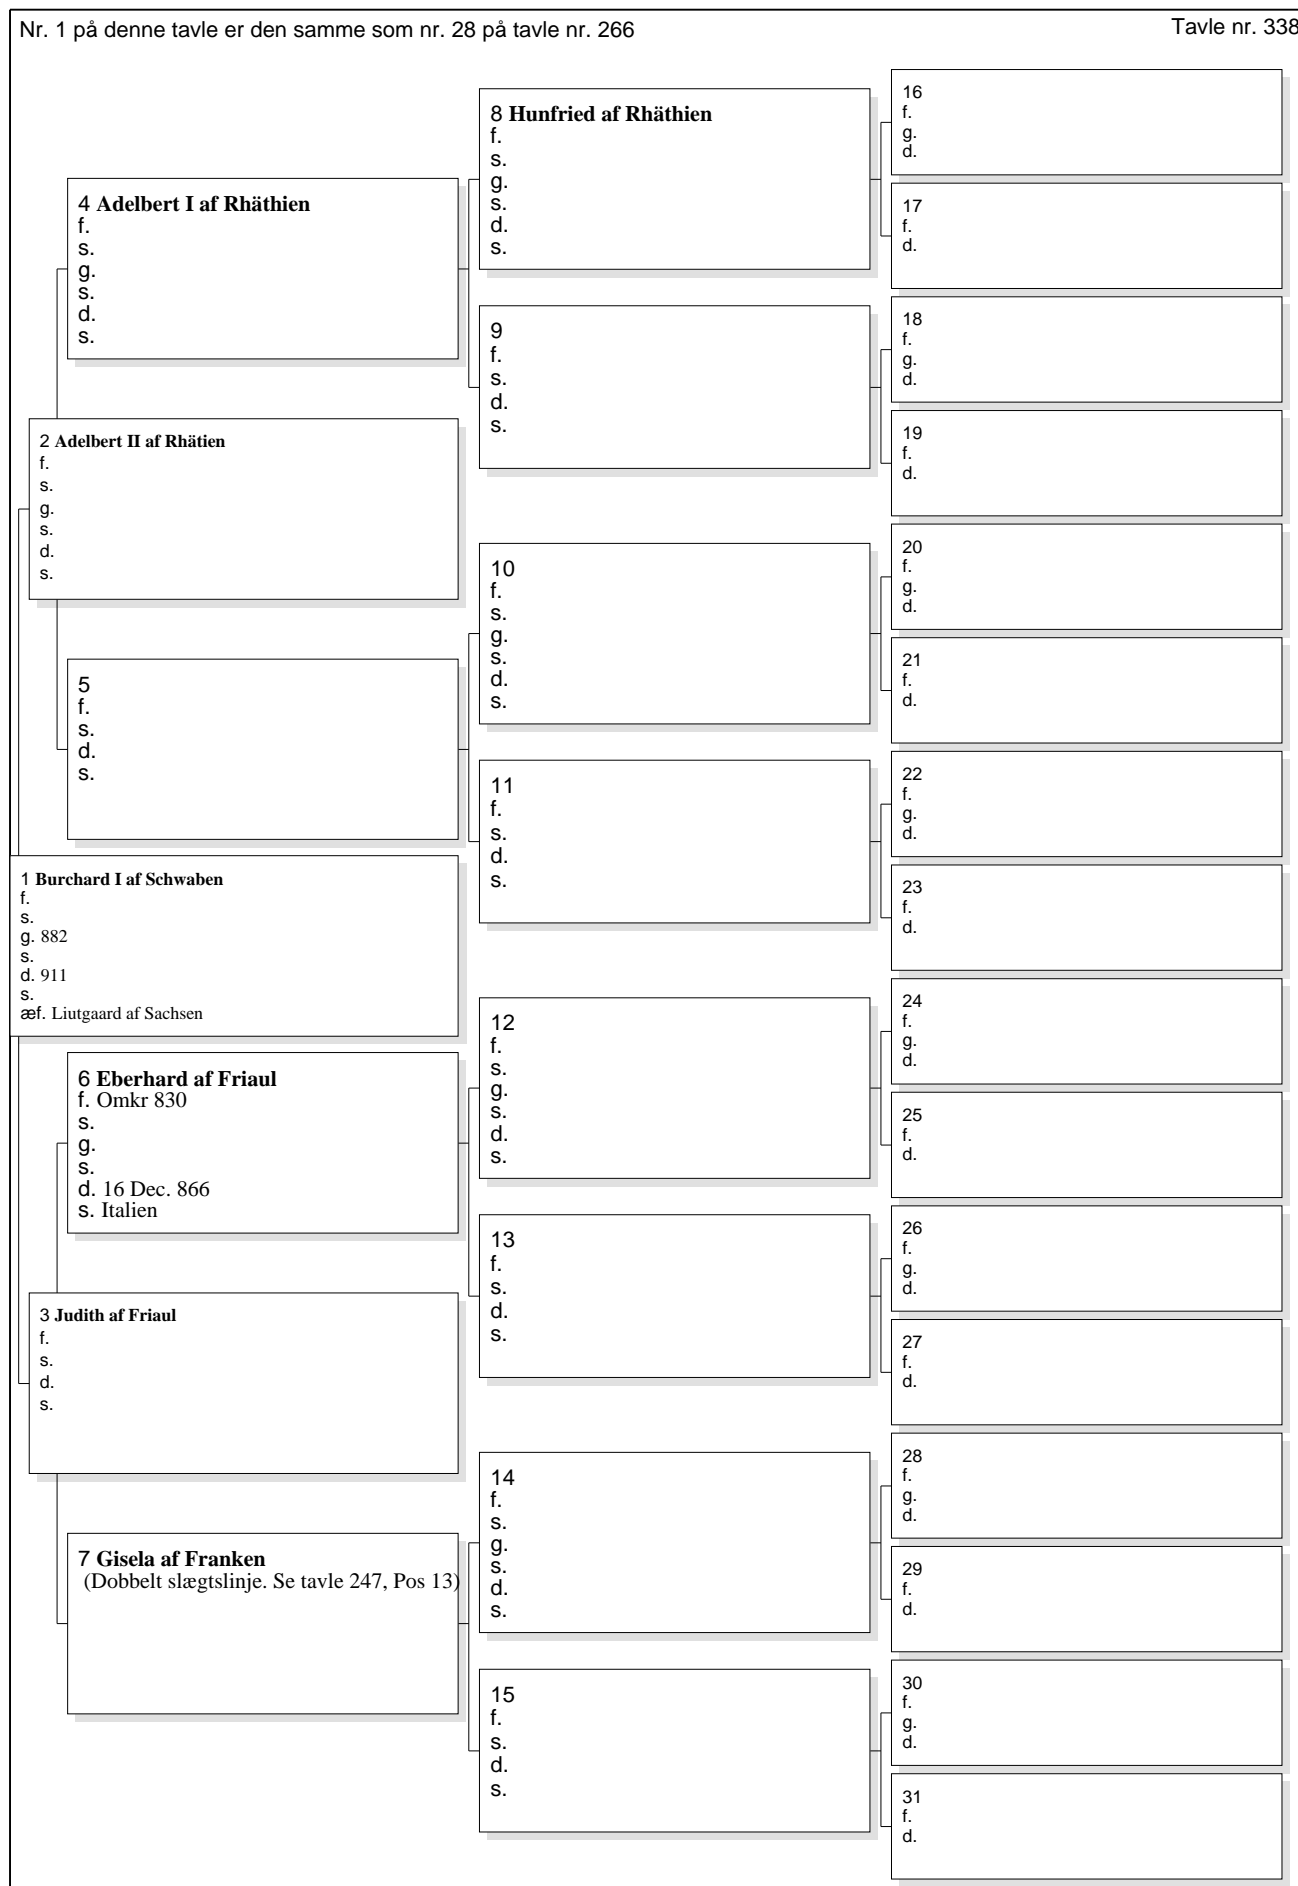 Nr. 1 på denne tavle er den samme som nr. 28 på tavle nr. 266
Tavle nr. 338
1 Burchard I af Schwaben
f.
s.
g. 882
s.
d. 911
s.
æf. Liutgaard af Sachsen
2 Adelbert II af Rhätien
f.
s.
g.
s.
d.
s.
3 Judith af Friaul
f.
s.
d.
s.
4 Adelbert I af Rhäthien
f.
s.
g.
s.
d.
s.
5
f.
s.
d.
s.
6 Eberhard af Friaul
f. Omkr 830
s.
g.
s.
d. 16 Dec. 866
s. Italien
7 Gisela af Franken
(Dobbelt slægtslinje. Se tavle 247, Pos 13)
8 Hunfried af Rhäthien
f.
s.
g.
s.
d.
s.
9
f.
s.
d.
s.
10
f.
s.
g.
s.
d.
s.
11
f.
s.
d.
s.
12
f.
s.
g.
s.
d.
s.
13
f.
s.
d.
s.
14
f.
s.
g.
s.
d.
s.
15
f.
s.
d.
s.
16
f.
g.
d.
17
f.
d.
18
f.
g.
d.
19
f.
d.
20
f.
g.
d.
21
f.
d.
22
f.
g.
d.
23
f.
d.
24
f.
g.
d.
25
f.
d.
26
f.
g.
d.
27
f.
d.
28
f.
g.
d.
29
f.
d.
30
f.
g.
d.
31
f.
d.